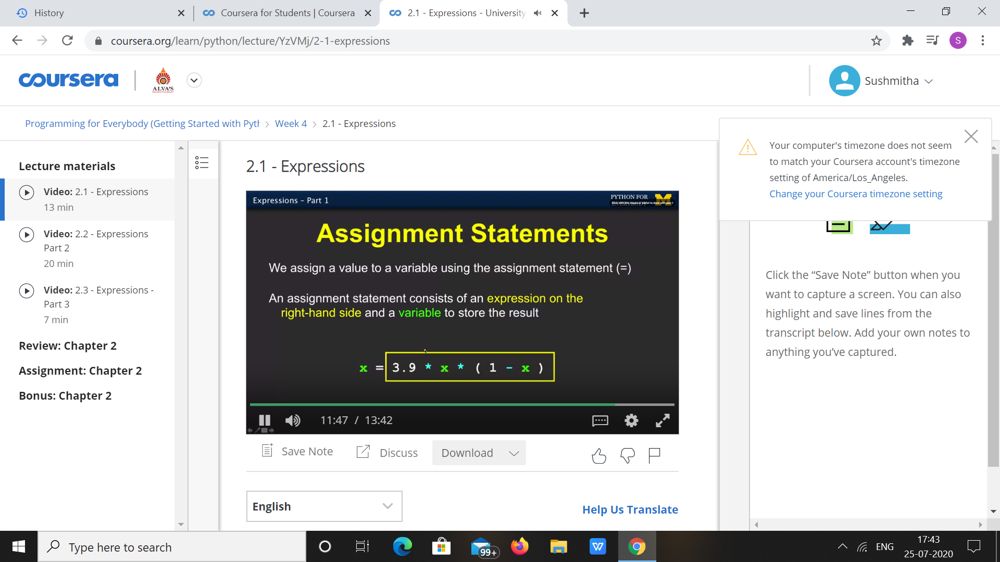 History
Coursera for Students | Coursera
2.1 - Expressions - University
coursera.org/learn/python/lecture/YzVMj/2-1-expressions
S
coursera
ALVA'S
Sushmitha
Programming for Everybody (Getting Started with Pyth
Week 4
2.1 - Expressions
Your computer's timezone does not seem
to match your Coursera account's timezone
setting of America/Los_Angeles.
Change your Coursera timezone setting
Lecture materials
Video: 2.1 - Expressions
13 min
Video: 2.2 - Expressions
Part 2
20 min
Video: 2.3 - Expressions -
Part 3
7 min
Review: Chapter 2
Assignment: Chapter 2
Bonus: Chapter 2
2.1 - Expressions
Expressions - Part 1
PYTHON FOR
EVERYBODY
Assignment Statements
We assign a value to a variable using the assignment statement (=)
An assignment statement consists of an expression on the
right-hand side and a variable to store the result
x = 3.9 * x * ( 1 - x )
11:47 / 13:42
Save Note
Discuss
Download
English
Help Us Translate
Click the “Save Note” button when you
want to capture a screen. You can also
highlight and save lines from the
transcript below. Add your own notes to
anything you’ve captured.
Type here to search
99+
ENG
17:43
25-07-2020